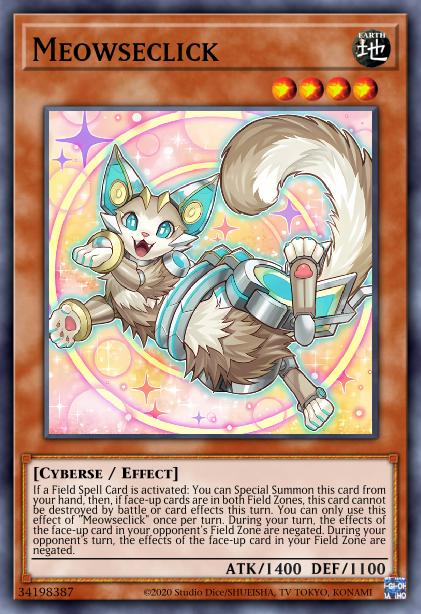 MEOWSECLICK
EARTH
地
[CYBERSE / EFFECT]
If a Field Spell Card is activated: You can Special Summon this card from
your hand, then, if face-up cards are in both Field Zones, this card cannot
be destroyed by battle or card effects this turn. You can only use this
effect of "Meowseclick" once per turn. During your turn, the effects of
the face-up card in your opponent's Field Zone are negated. During your
opponent's turn, the effects of the face-up card in your Field Zone are
negated.
ATK/1400 DEF/1100
34198387
©2020 Studio Dice/SHUEISHA, TV TOKYO, KONAMI